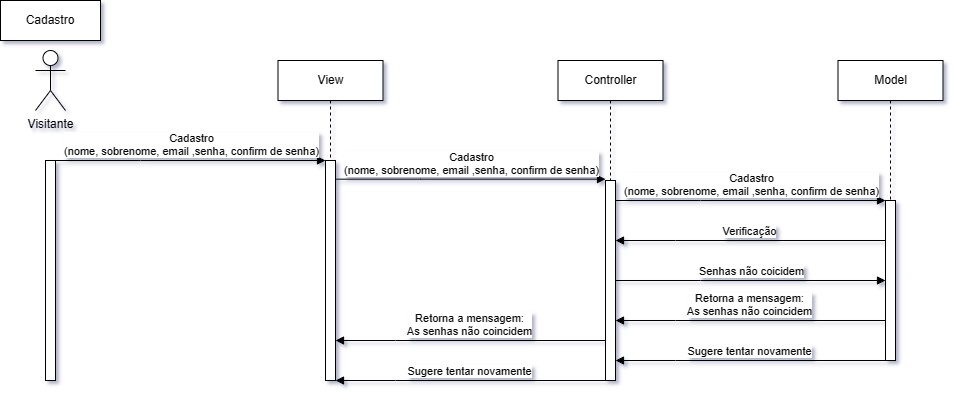 Cadastro
Visitante
View
Controller
Model
Cadastro
(nome, sobrenome, email ,senha, confirm de senha)
Cadastro
(nome, sobrenome, email ,senha, confirm de senha)
Cadastro
(nome, sobrenome, email ,senha, confirm de senha)
Verificação
Senhas não coicidem
Retorna a mensagem:
As senhas não coincidem
Retorna a mensagem:
As senhas não coincidem
Sugere tentar novamente
Sugere tentar novamente